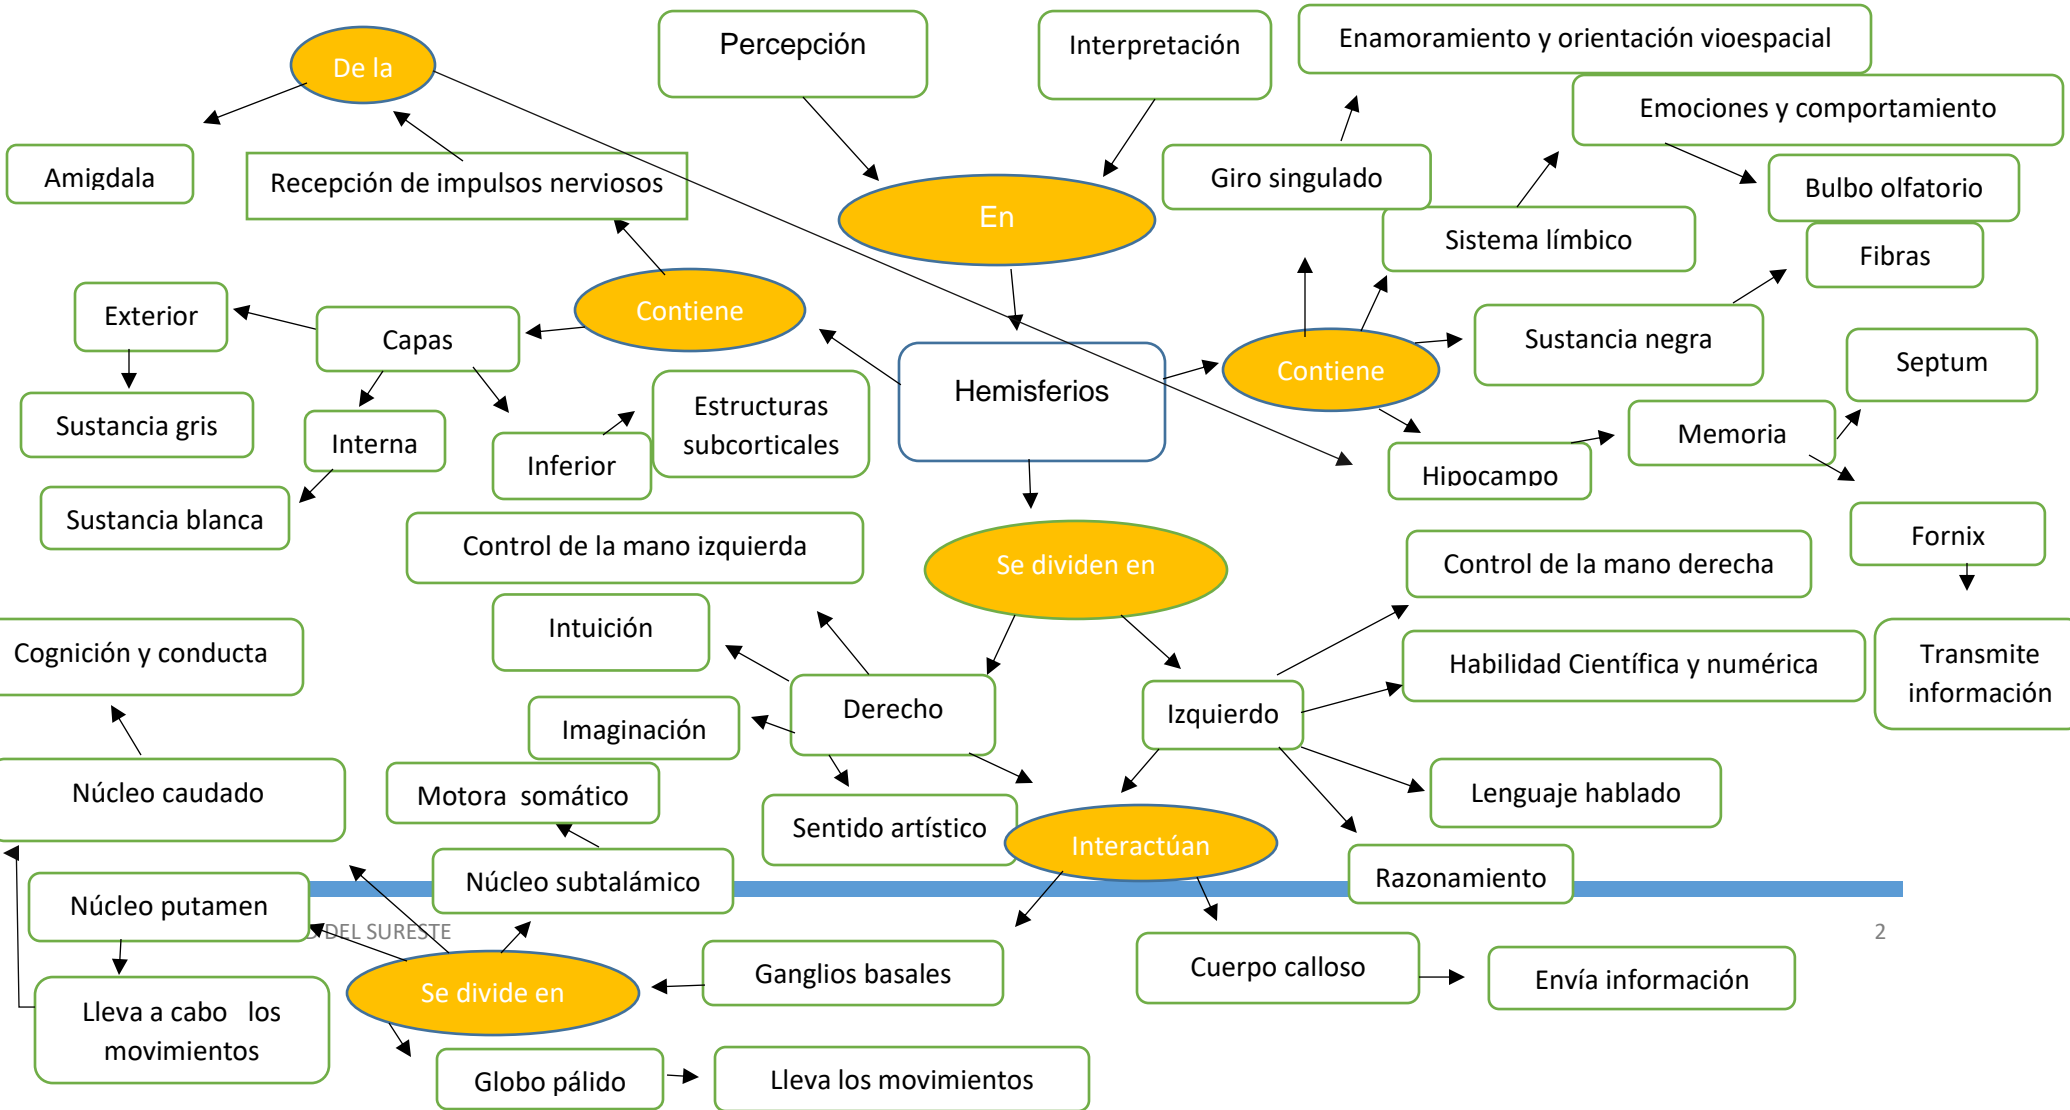 De la
Percepción
Interpretación
Enamoramiento y orientación vioespacial
Emociones y comportamiento
Amigdala
Recepción de impulsos nerviosos
Giro singulado
Bulbo olfatorio
En
Sistema límbico
Fibras
Exterior
Capas
Contiene
Sustancia negra
Septum
Contiene
Hemisferios
Sustancia gris
Interna
Inferior
Estructuras
subcorticales
Memoria
Hipocampo
Sustancia blanca
Control de la mano izquierda
Se dividen en
Control de la mano derecha
Fornix
Intuición
Cognición y conducta
Habilidad Científica y numérica
Transmite
información
Derecho
Izquierdo
Imaginación
Núcleo caudado
Motora  somático
Lenguaje hablado
Sentido artístico
Interactúan
Núcleo subtalámico
Razonamiento
Núcleo putamen
D DEL SURESTE
2
Ganglios basales
Cuerpo calloso
Envía información
Se divide en
Lleva a cabo   los
movimientos
Globo pálido
Lleva los movimientos